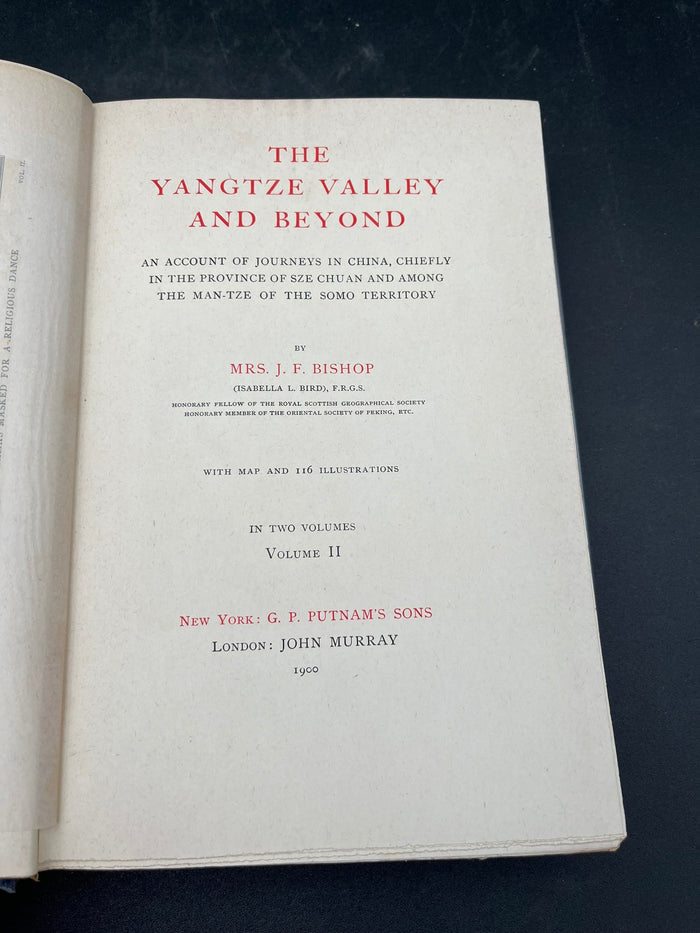 VOL. II.
MASKED FOR A RELIGIOUS DANCE
THE
YANGTZE VALLEY
AND BEYOND
AN ACCOUNT OF JOURNEYS IN CHINA, CHIEFLY
IN THE PROVINCE OF SZE CHUAN AND AMONG
THE MAN-TZE OF THE SOMO TERRITORY
BY
MRS. J. F. BISHOP
(ISABELLA L. BIRD), F.R.G.S.
HONORARY FELLOW OF THE ROYAL SCOTTISH GEOGRAPHICAL SOCIETY
HONORARY MEMBER OF THE ORIENTAL SOCIETY OF PEKING, ETC.
WITH MAP AND 116 ILLUSTRATIONS
IN TWO VOLUMES
VOLUME II
NEW YORK: G. P. PUTNAM'S SONS
LONDON: JOHN MURRAY
1900